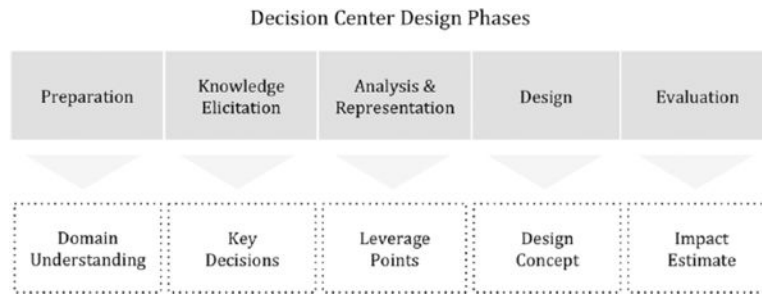 Decision Center Design Phases
Preparation
Knowledge
Elicitation
Analysis &
Representation
Design
Evaluation
Domain
Understanding
Key
Decisions
Leverage
Points
Design
Concept
Impact
Estimate